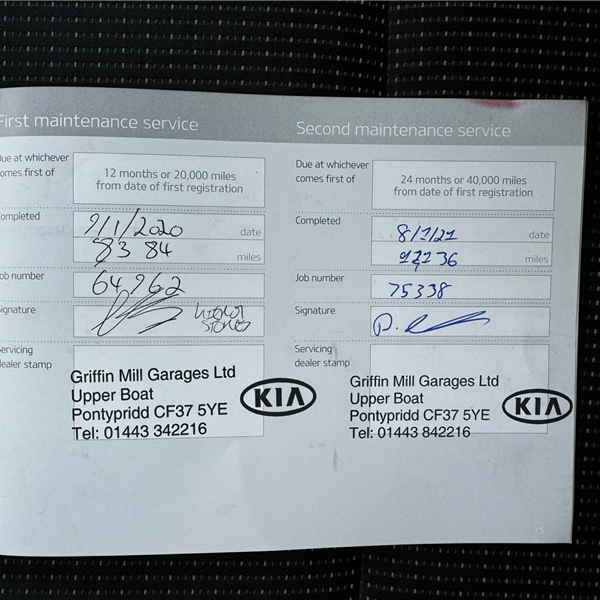 First maintenance service
Due at whichever comes first of
12 months or 20,000 miles
from date of first registration
Completed
9/1/2020 date
8384 miles
Job number
64962
Signature
Servicing
dealer stamp
Griffin Mill Garages Ltd
Upper Boat
Pontypridd CF37 5YE
Tel: 01443 342216
KIA
Second maintenance service
Due at whichever
comes first of
24 months or 40,000 miles
from date of first registration
Completed
8/1/21 date
miles
Job number
75338
Signature
Servicing
dealer stamp
Griffin Mill Garages Ltd
Upper Boat
Pontypridd CF37 5YE
Tel: 01443 842216
KIA
15